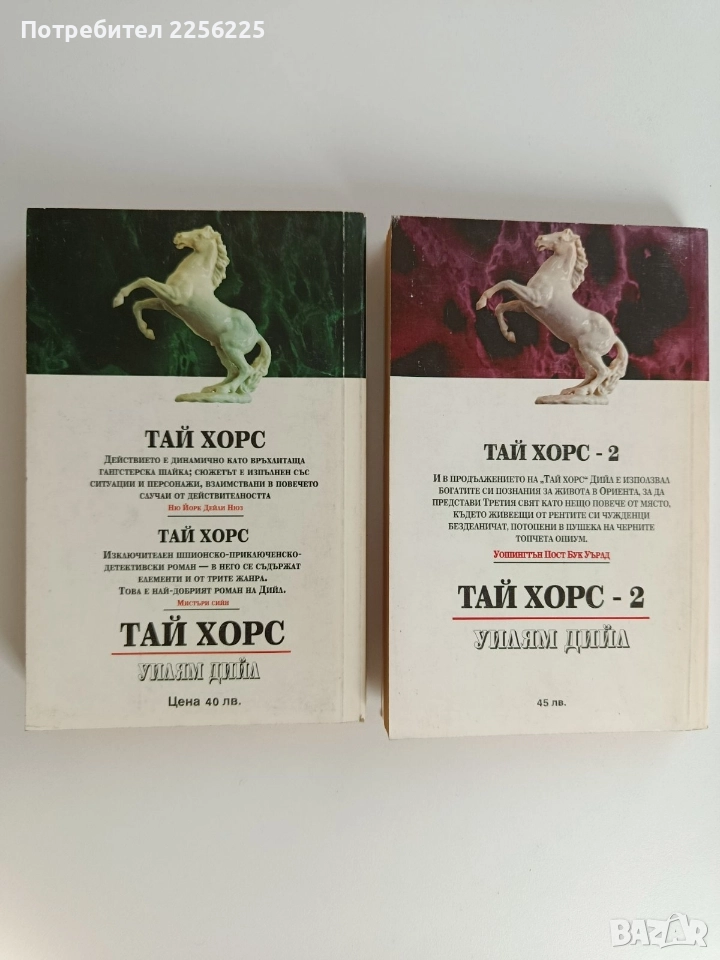 Потребител 2256225
ТАЙ ХОРС
ДЕЙСТВИЕТО Е ДИНАМИЧНО КАТО ВРЪХЛИТАЩА
ГАНГСТЕРСКА ШАЙКА; СЮЖЕТЪТ Е ИЗПЪЛНЕН СЪС
СИТУАЦИИ И ПЕРСОНАЖИ, ВЗАИМСТВАНИ В ПОВЕЧЕТО
СЛУЧАИ ОТ ДЕЙСТВИТЕЛНОСТТА
НЮ ЙОРК ДЕЙЛИ НЮЗ
ТАЙ ХОРС
ИЗКЛЮЧИТЕЛЕН ШПИОНСКО-ПРИКЛЮЧЕНСКО-
ДЕТЕКТИВСКИ РОМАН — В НЕГО СЕ СЪДЪРЖАТ
ЕЛЕМЕНТИ И ОТ ТРИТЕ ЖАНРА.
ТОВА Е НАЙ-ДОБРИЯТ РОМАН НА ДИЙЛ.
МИСТЪРИ СИЙН
ТАЙ ХОРС
УИЛЯМ ДИЙЛ
Цена 40 лв.
ТАЙ ХОРС - 2
И В ПРОДЪЛЖЕНИЕТО НА „ТАЙ ХОРС“ ДИЙЛ Е ИЗПОЛЗВАЛ
БОГАТИТЕ СИ ПОЗНАНИЯ ЗА ЖИВОТА В ОРИЕНТА, ЗА ДА
ПРЕДСТАВИ ТРЕТИЯ СВЯТ КАТО НЕЩО ПОВЕЧЕ ОТ МЯСТО,
КЪДЕТО ЖИВЕЕЩИ ОТ РЕНТИТЕ СИ ЧУЖДЕНЦИ
БЕЗДЕЛНИЧАТ, ПОТОПЕНИ В ПУШЕКА НА ЧЕРНИТЕ
ТОПЧЕТА ОПИУМ.
УОШИНГТЪН ПОСТ БУК УЪРЛД
ТАЙ ХОРС - 2
УИЛЯМ ДИЙЛ
45 лв.
BAZAR